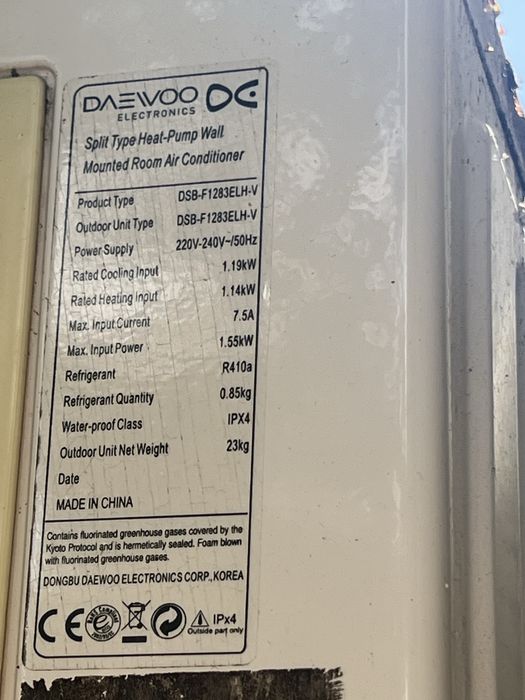 DAEWOO
ELECTRONICS
Split Type Heat-Pump Wall
Mounted Room Air Conditioner
Product Type DSB-F1283ELH-V
Outdoor Unit Type DSB-F1283ELH-V
Power Supply 220V-240V~/50Hz
Rated Cooling Input 1.19kW
Rated Heating Input 1.14kW
Max. Input Current 7.5A
Max. Input Power 1.55kW
Refrigerant R410a
Refrigerant Quantity 0.85kg
Water-proof Class IPX4
Outdoor Unit Net Weight 23kg
Date
MADE IN CHINA
Contains fluorinated greenhouse gases covered by the
Kyoto Protocol and is hermetically sealed. Foam blown
with fluorinated greenhouse gases.
DONGBU DAEWOO ELECTRONICS CORP., KOREA
CE
IPx4
Outside part only